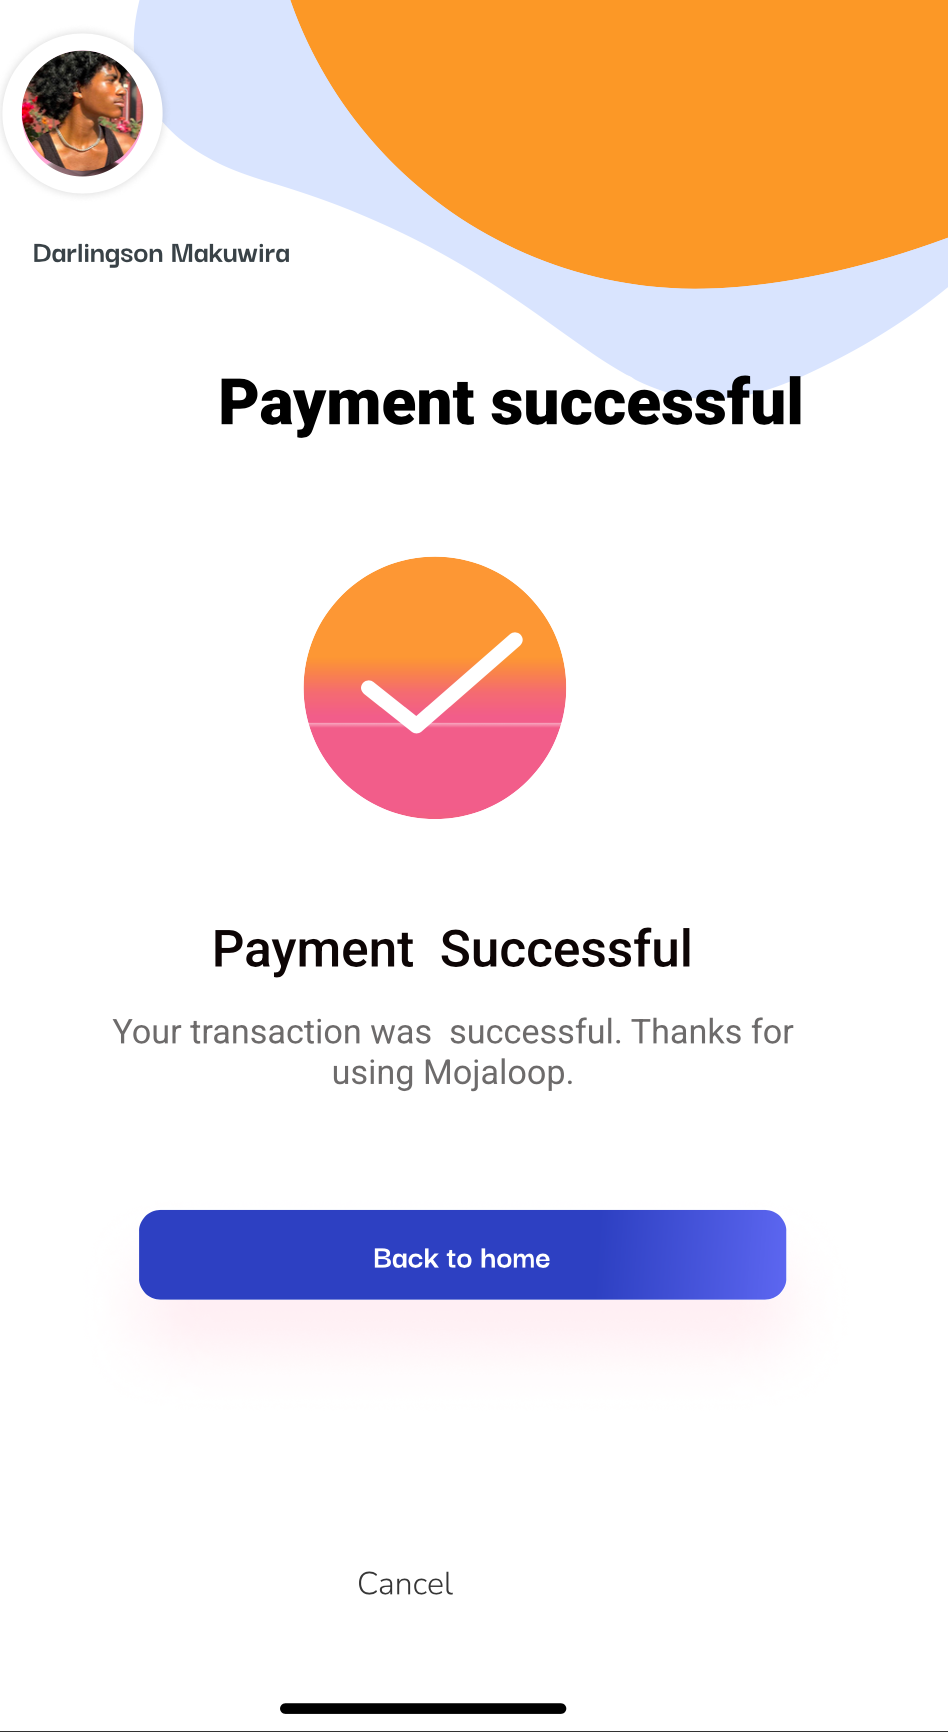 Darlingson Makuwira
Payment successful
Payment  Successful
Your transaction was  successful. Thanks for
using Mojaloop.
Back to home
Cancel